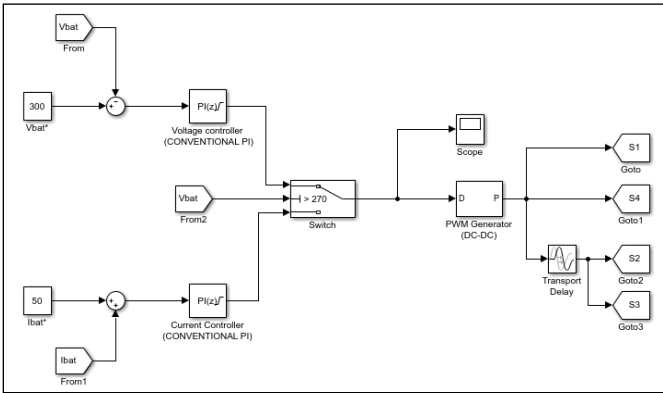 Vbat
From
300
Vbat*
PI(z)
Voltage controller
(CONVENTIONAL PI)
Vbat
From2
> 270
Switch
Scope
D P
PWM Generator
(DC-DC)
S1
Goto
S4
Goto1
Transport
Delay
S2
Goto2
S3
Goto3
50
Ibat*
PI(z)
Current Controller
(CONVENTIONAL PI)
Ibat
From1